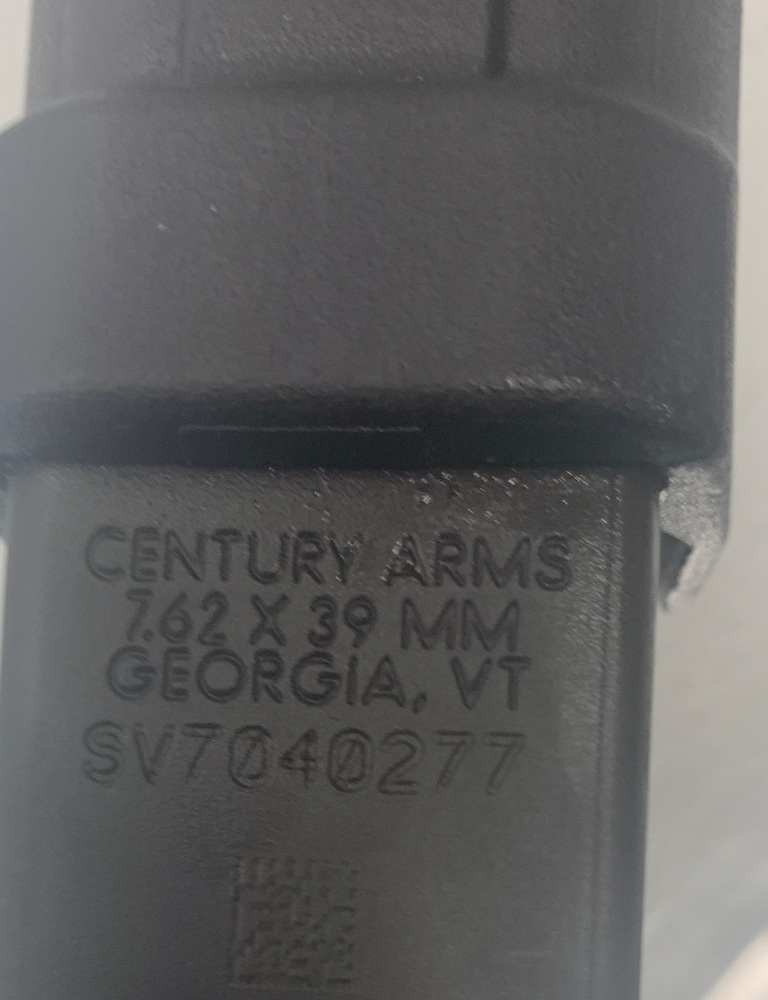 CENTURY ARMS
7.62 X 39 MM
GEORGIA, VT
SV7040277